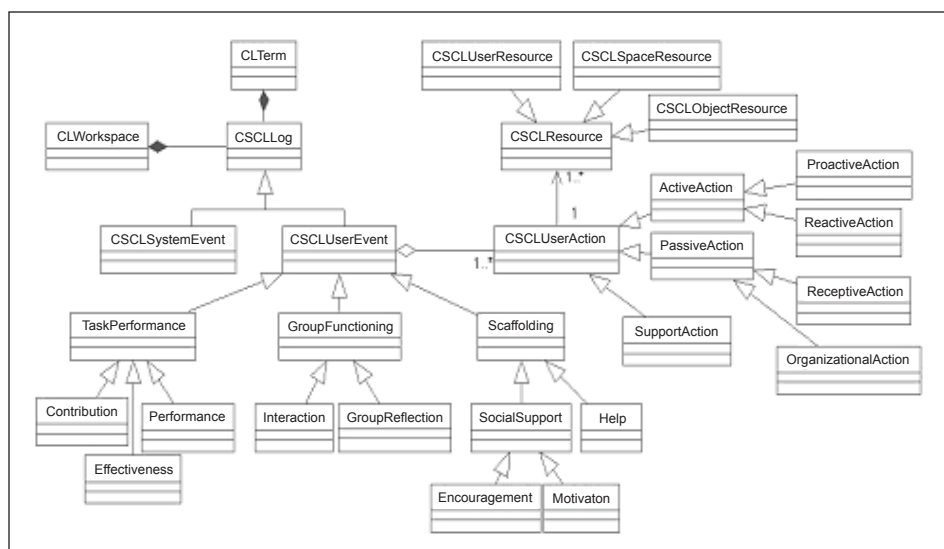 CLTerm
CSCLUserResource
CSCLSpaceResource
CSCLObjectResource
CLWorkspace
CSCLLog
CSCLResource
ProactiveAction
1..*
ActiveAction
1
ReactiveAction
CSCLSystemEvent
CSCLUserEvent
CSCLUserAction
PassiveAction
1..*
ReceptiveAction
TaskPerformance
GroupFunctioning
Scaffolding
SupportAction
OrganizationalAction
Contribution
Performance
Interaction
GroupReflection
SocialSupport
Help
Effectiveness
Encouragement
Motivaton